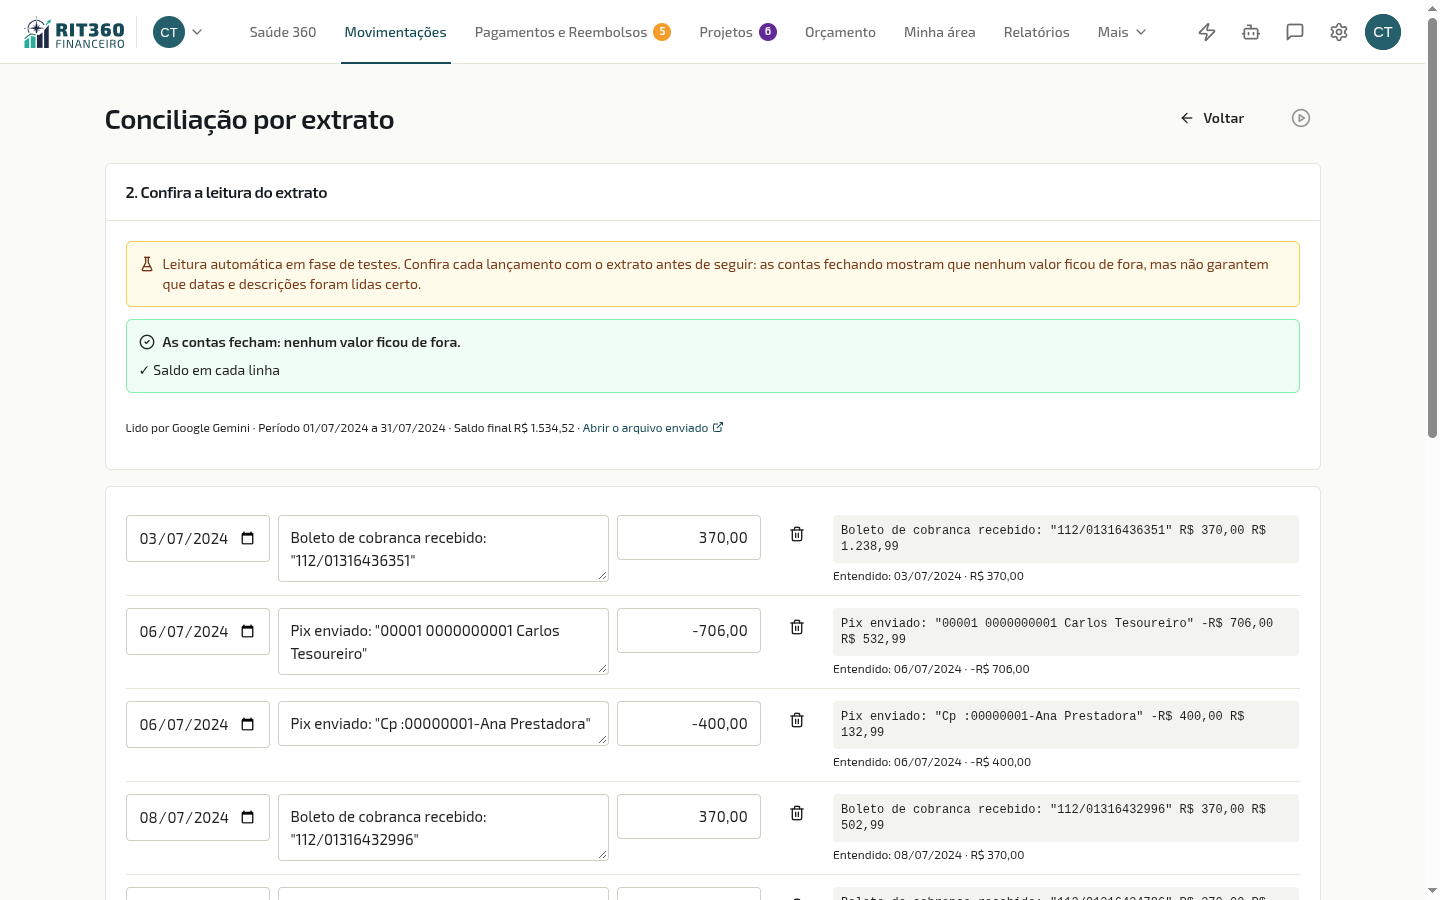 RIT360
FINANCEIRO
CT
Saúde 360
Movimentações
Pagamentos e Reembolsos 5
Projetos 6
Orçamento
Minha área
Relatórios
Mais
CT
Conciliação por extrato
Voltar
2. Confira a leitura do extrato
Leitura automática em fase de testes. Confira cada lançamento com o extrato antes de seguir: as contas fechando mostram que nenhum valor ficou de fora, mas não garantem
que datas e descrições foram lidas certo.
As contas fecham: nenhum valor ficou de fora.
✓ Saldo em cada linha
Lido por Google Gemini · Período 01/07/2024 a 31/07/2024 · Saldo final R$ 1.534,52 · Abrir o arquivo enviado
03/07/2024
Boleto de cobranca recebido:
"112/01316436351"
370,00
Boleto de cobranca recebido: "112/01316436351" R$ 370,00 R$
1.238,99
Entendido: 03/07/2024 · R$ 370,00
06/07/2024
Pix enviado: "00001 0000000001 Carlos
Tesoureiro"
-706,00
Pix enviado: "00001 0000000001 Carlos Tesoureiro" -R$ 706,00
R$ 532,99
Entendido: 06/07/2024 · -R$ 706,00
06/07/2024
Pix enviado: "Cp :00000001-Ana Prestadora"
-400,00
Pix enviado: "Cp :00000001-Ana Prestadora" -R$ 400,00 R$
132,99
Entendido: 06/07/2024 · -R$ 400,00
08/07/2024
Boleto de cobranca recebido:
"112/01316432996"
370,00
Boleto de cobranca recebido: "112/01316432996" R$ 370,00 R$
502,99
Entendido: 08/07/2024 · R$ 370,00